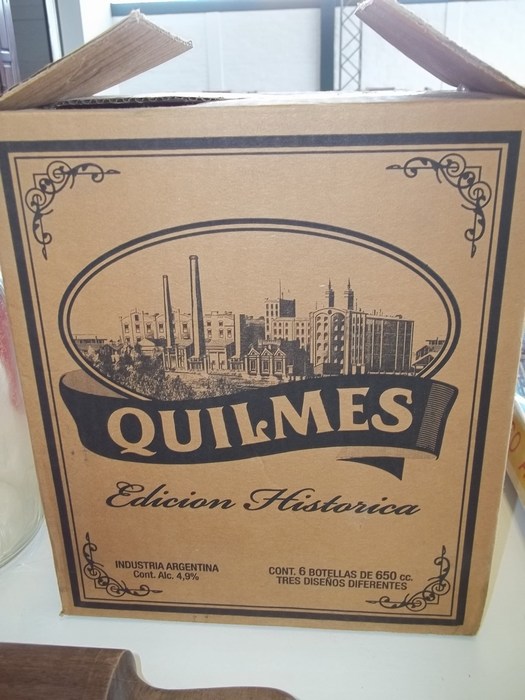 QUILMES
Edicion Historica
INDUSTRIA ARGENTINA
Cont. Alc. 4,9%
CONT. 6 BOTELLAS DE 650 cc.
TRES DISEÑOS DIFERENTES